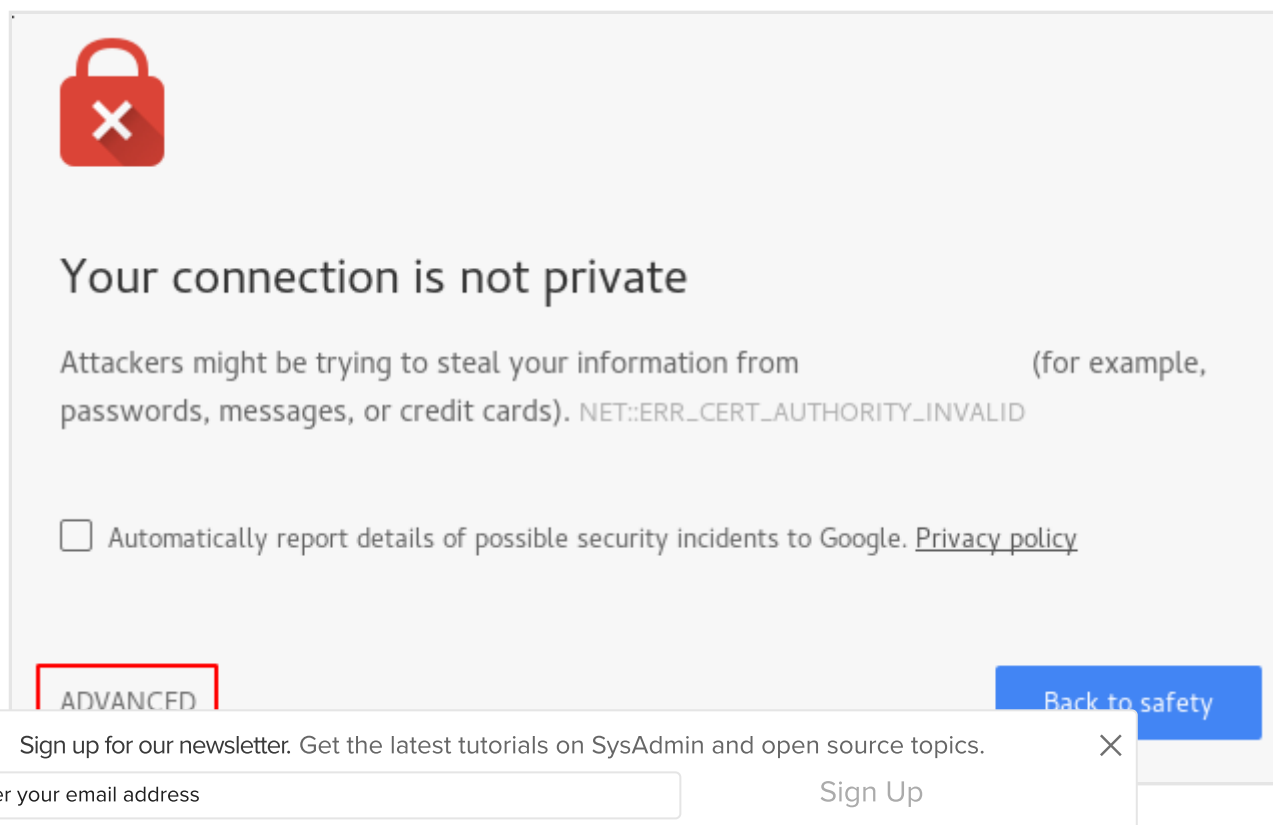 Your connection is not private
Attackers might be trying to steal your information from (for example,
passwords, messages, or credit cards). NET::ERR_CERT_AUTHORITY_INVALID
Automatically report details of possible security incidents to Google. Privacy policy
ADVANCED
Back to safety
Sign up for our newsletter. Get the latest tutorials on SysAdmin and open source topics.
er your email address
Sign Up